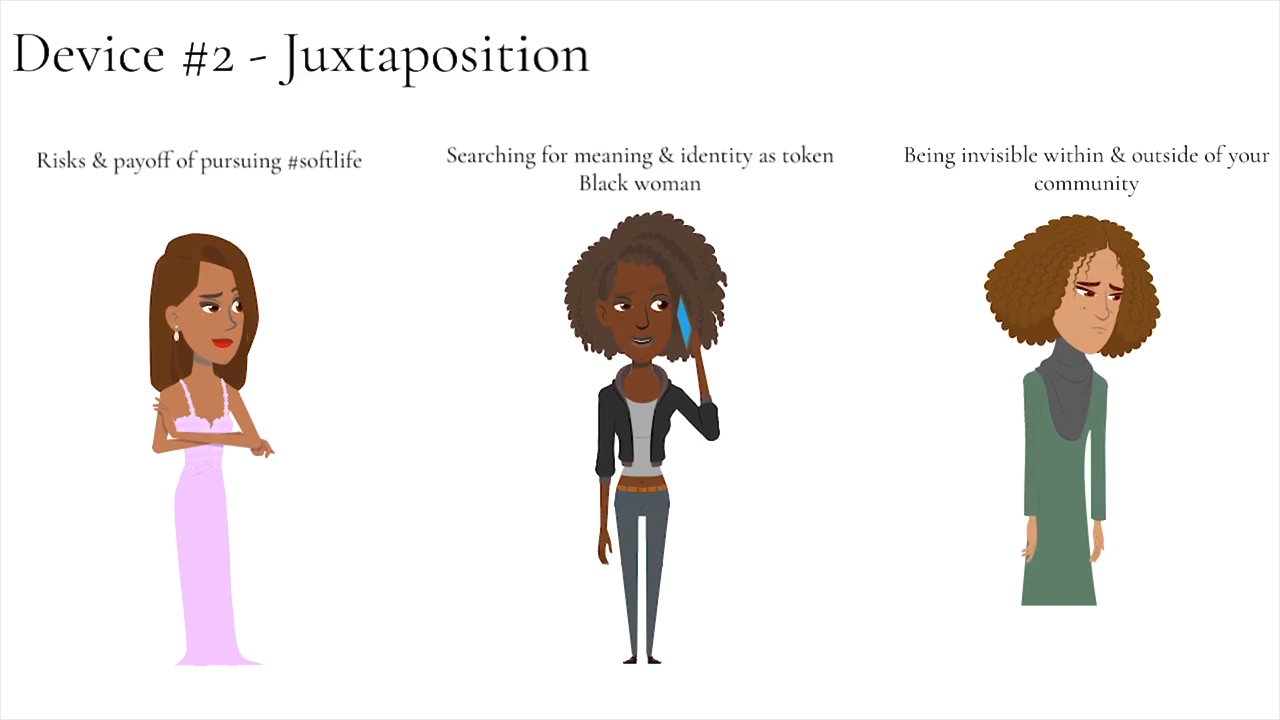 Device #2 - Juxtaposition
Risks & payoff of pursuing #softlife
Searching for meaning & identity as token
Black woman
Being invisible within & outside of your
community